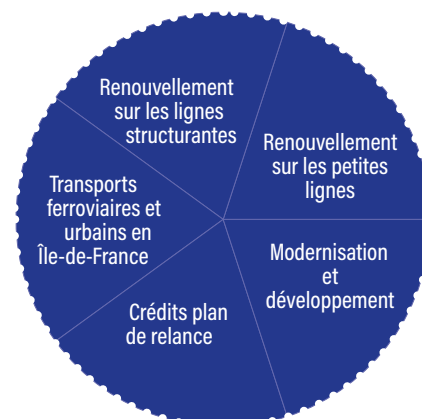 Renouvellement
sur les lignes
structurantes
Renouvellement
sur les petites
lignes
Transports
ferroviaires et
urbains en
Île-de-France
Modernisation
et
développement
Crédits plan
de relance